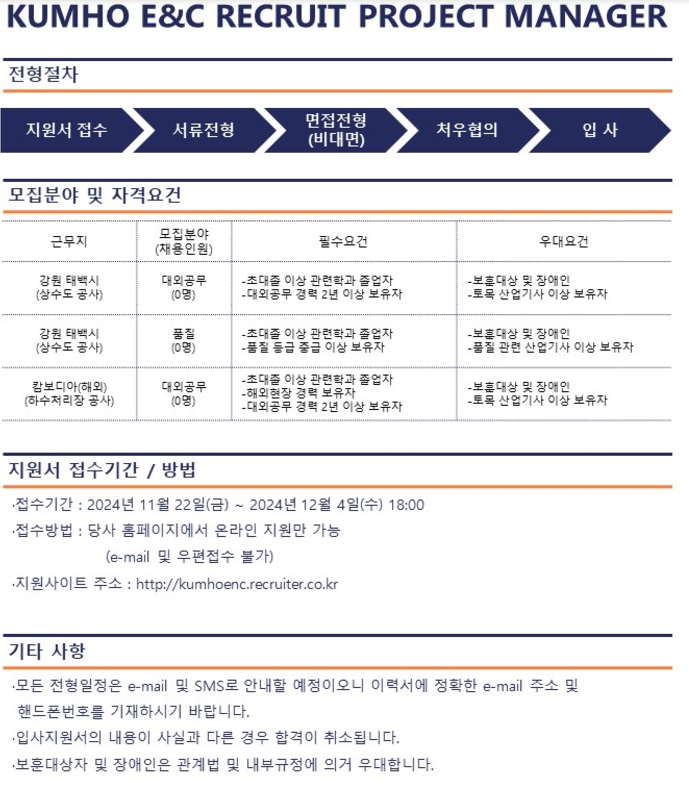 KUMHO E&C RECRUIT PROJECT MANAGER
전형절차
지원서 접수
서류전형
면접전형
(비대면)
처우협의
입 사
모집분야 및 자격요건
근무지
모집분야
(채용인원)
필수요건
우대요건
강원 태백시
(상수도 공사)
대외공무
(0명)
-초대졸 이상 관련학과 졸업자
-대외공무 경력 2년 이상 보유자
-보훈대상 및 장애인
-토목 산업기사 이상 보유자
강원 태백시
(상수도 공사)
품질
(0명)
-초대졸 이상 관련학과 졸업자
-품질 등급 중급 이상 보유자
-보훈대상 및 장애인
-품질 관련 산업기사 이상 보유자
캄보디아(해외)
(하수처리장 공사)
대외공무
(0명)
-초대졸 이상 관련학과 졸업자
-해외현장 경력 보유자
-대외공무 경력 2년 이상 보유자
-보훈대상 및 장애인
-토목 산업기사 이상 보유자
지원서 접수기간 / 방법
·접수기간 : 2024년 11월 22일(금) ~ 2024년 12월 4일(수) 18:00
·접수방법 : 당사 홈페이지에서 온라인 지원만 가능
(e-mail 및 우편접수 불가)
·지원사이트 주소 : http://kumhoenc.recruiter.co.kr
기타 사항
·모든 전형일정은 e-mail 및 SMS로 안내할 예정이오니 이력서에 정확한 e-mail 주소 및
핸드폰번호를 기재하시기 바랍니다.
·입사지원서의 내용이 사실과 다른 경우 합격이 취소됩니다.
·보훈대상자 및 장애인은 관계법 및 내부규정에 의거 우대합니다.